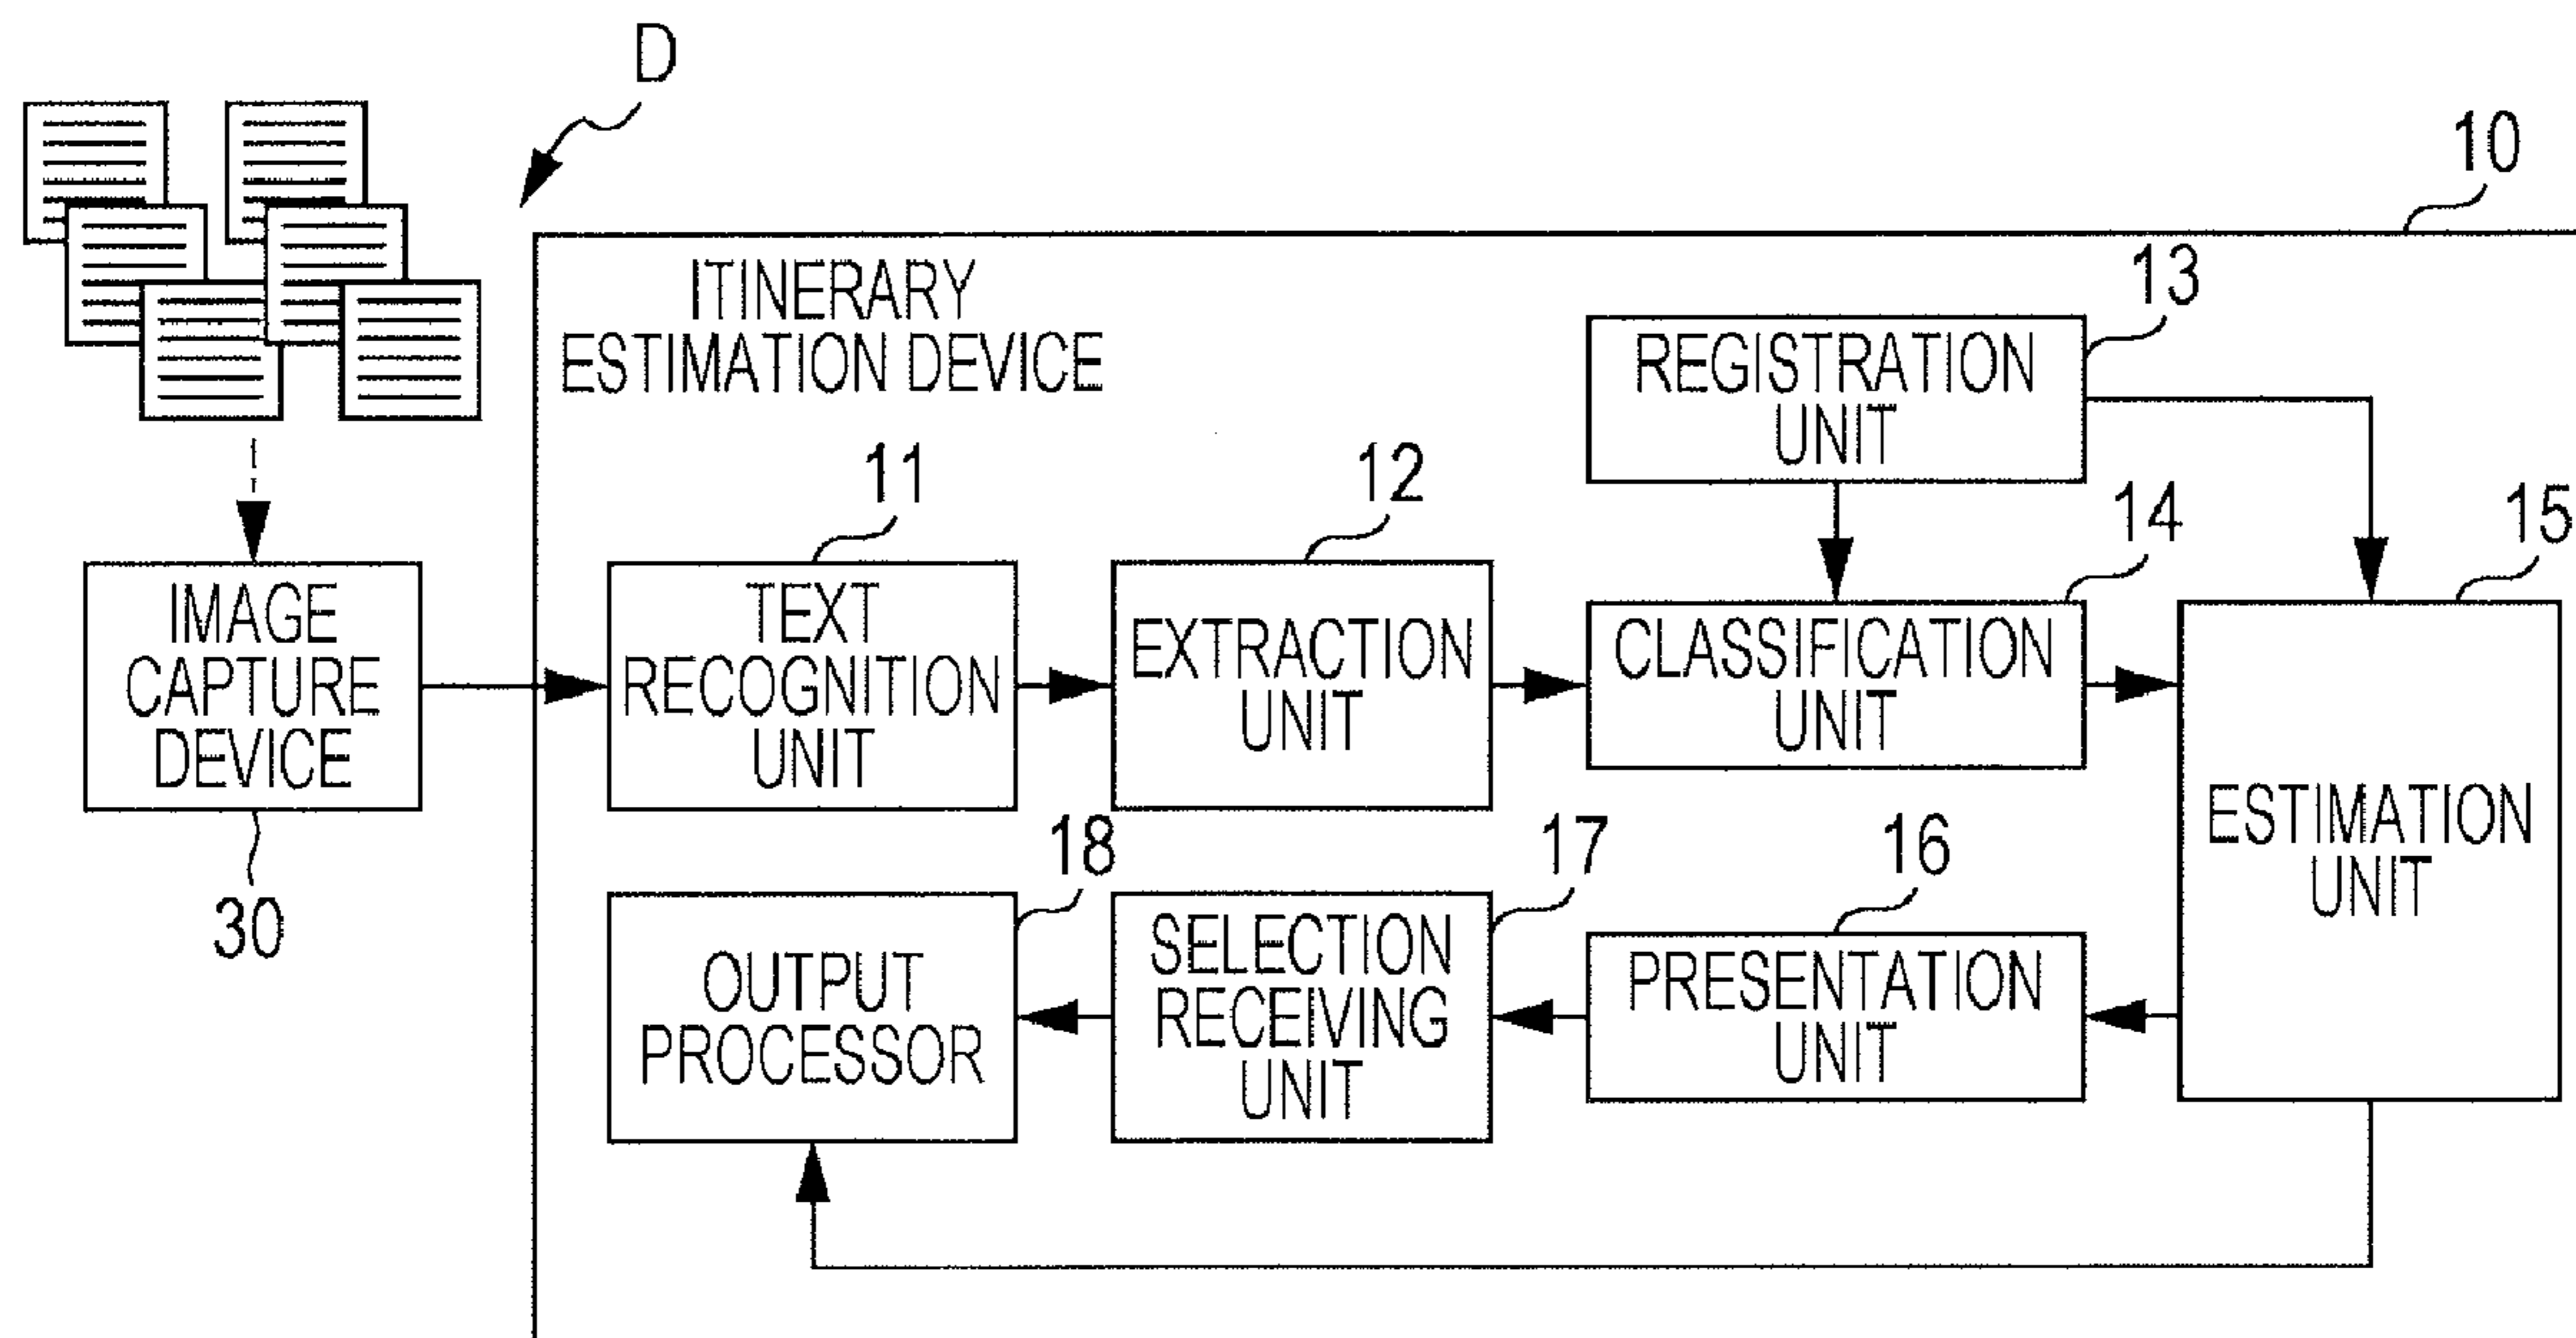 D
10
ITINERARY
ESTIMATION DEVICE
13
REGISTRATION
UNIT
11
12
14
15
IMAGE
CAPTURE
DEVICE
TEXT
RECOGNITION
UNIT
EXTRACTION
UNIT
CLASSIFICATION
UNIT
ESTIMATION
UNIT
30
18
17
16
OUTPUT
PROCESSOR
SELECTION
RECEIVING
UNIT
PRESENTATION
UNIT